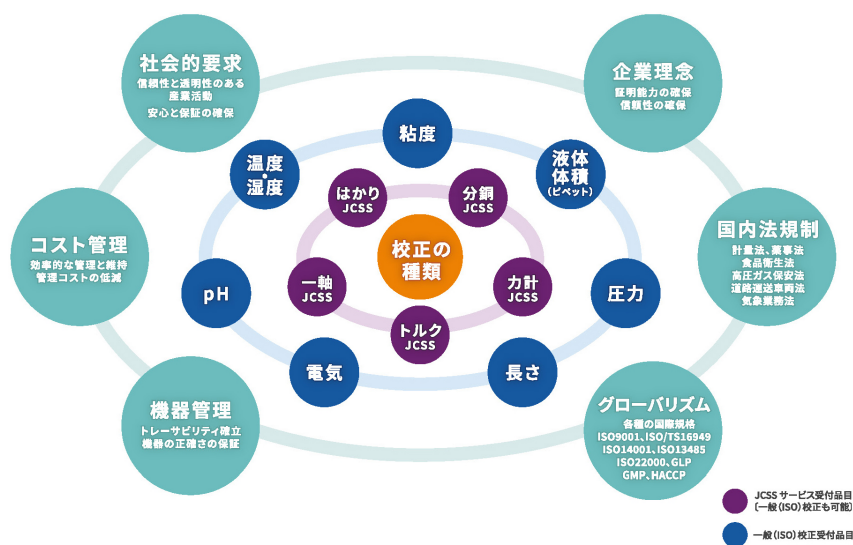 社会的要求
信頼性と透明性のある
産業活動
安心と保証の確保
企業理念
証明能力の確保
信頼性の確保
粘度
温度
・
湿度
液体
体積
(ピペット)
はかり
JCSS
分銅
JCSS
コスト管理
効率的な管理と維持
管理コストの低減
校正の
種類
国内法規制
計量法、薬事法
食品衛生法
高圧ガス保安法
道路運送車両法
気象業務法
pH
一軸
JCSS
力計
JCSS
圧力
トルク
JCSS
電気
長さ
機器管理
トレーサビリティ確立
機器の正確さの保証
グローバリズム
各種の国際規格
ISO9001、ISO/TS16949
ISO14001、ISO13485
ISO22000、GLP
GMP、HACCP
JCSS サービス受付品目
〔一般(ISO)校正も可能〕
一般(ISO)校正受付品目